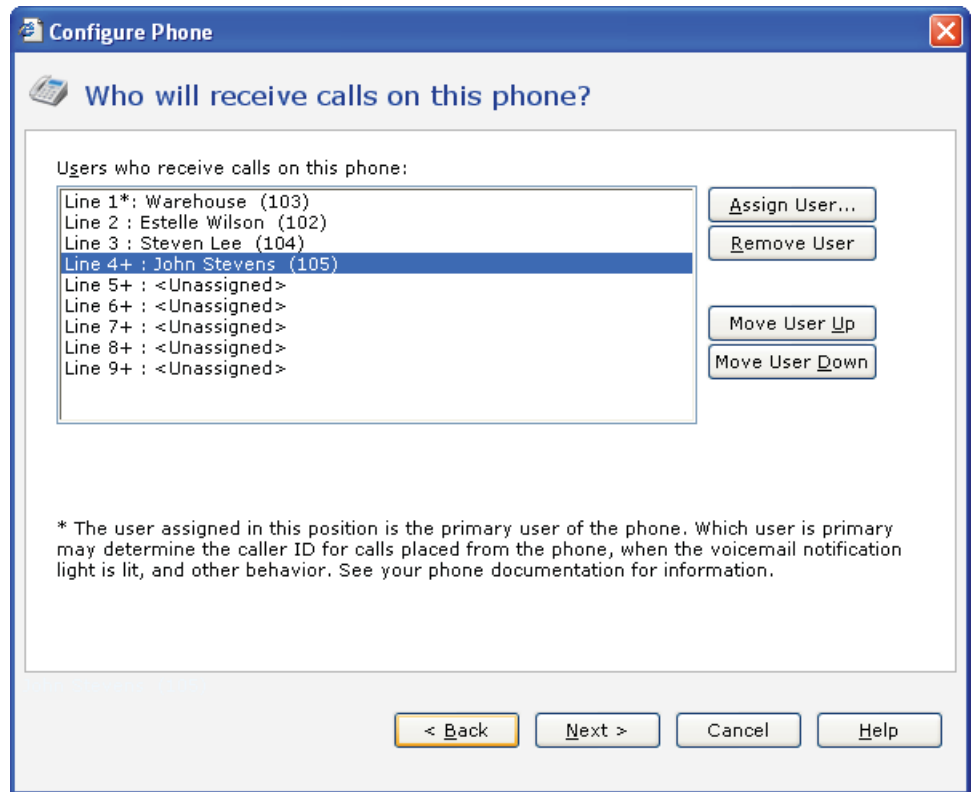 Configure Phone
Who will receive calls on this phone?
Users who receive calls on this phone:
Line 1*: Warehouse (103)
Line 2 : Estelle Wilson (102)
Line 3 : Steven Lee (104)
Line 4+ : John Stevens (105)
Line 5+ : <Unassigned>
Line 6+ : <Unassigned>
Line 7+ : <Unassigned>
Line 8+ : <Unassigned>
Line 9+ : <Unassigned>
Assign User...
Remove User
Move User Up
Move User Down
* The user assigned in this position is the primary user of the phone. Which user is primary
may determine the caller ID for calls placed from the phone, when the voicemail notification
light is lit, and other behavior. See your phone documentation for information.
< Back
Next >
Cancel
Help